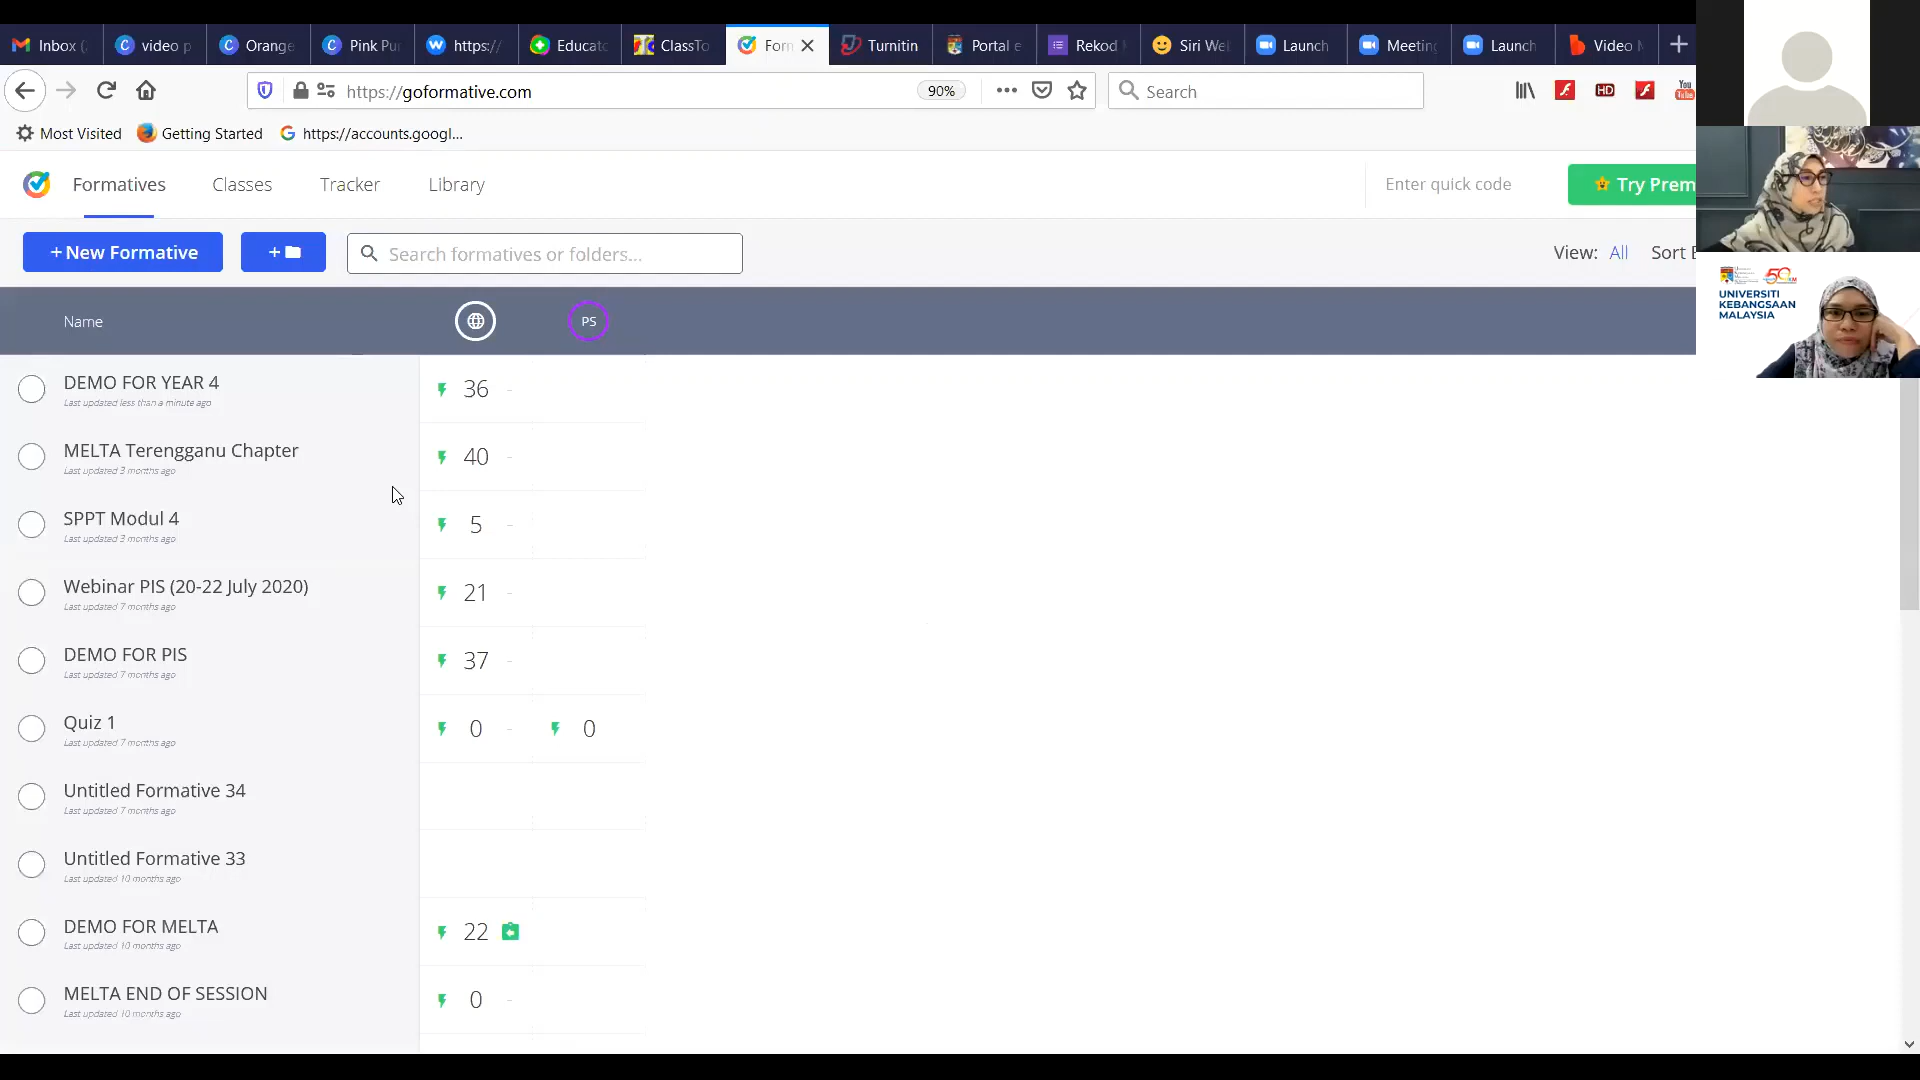 Inbox (
video p
Orange
Pink Pu
https://
Educat
ClassTo
Form
Turnitin
Portal e
Rekod
Siri We
Launch
Meeting
Launch
Video M
https://goformative.com
90%
Search
HD
You
Tube
Most Visited
Getting Started
https://accounts.googl...
Formatives
Classes
Tracker
Library
Enter quick code
Try Prem
+ New Formative
+
Search formatives or folders...
View: All
Sort B
Name
PS
DEMO FOR YEAR 4
36 -
Last updated less than a minute ago
MELTA Terengganu Chapter
40 -
Last updated 3 months ago
SPPT Modul 4
5 -
Last updated 3 months ago
Webinar PIS (20-22 July 2020)
21 -
Last updated 7 months ago
DEMO FOR PIS
37 -
Last updated 7 months ago
Quiz 1
0 - 0
Last updated 7 months ago
Untitled Formative 34
Last updated 7 months ago
Untitled Formative 33
Last updated 10 months ago
DEMO FOR MELTA
22
Last updated 10 months ago
MELTA END OF SESSION
0 -
Last updated 10 months ago
50
UNIVERSITI
KEBANGSAAN
MALAYSIA